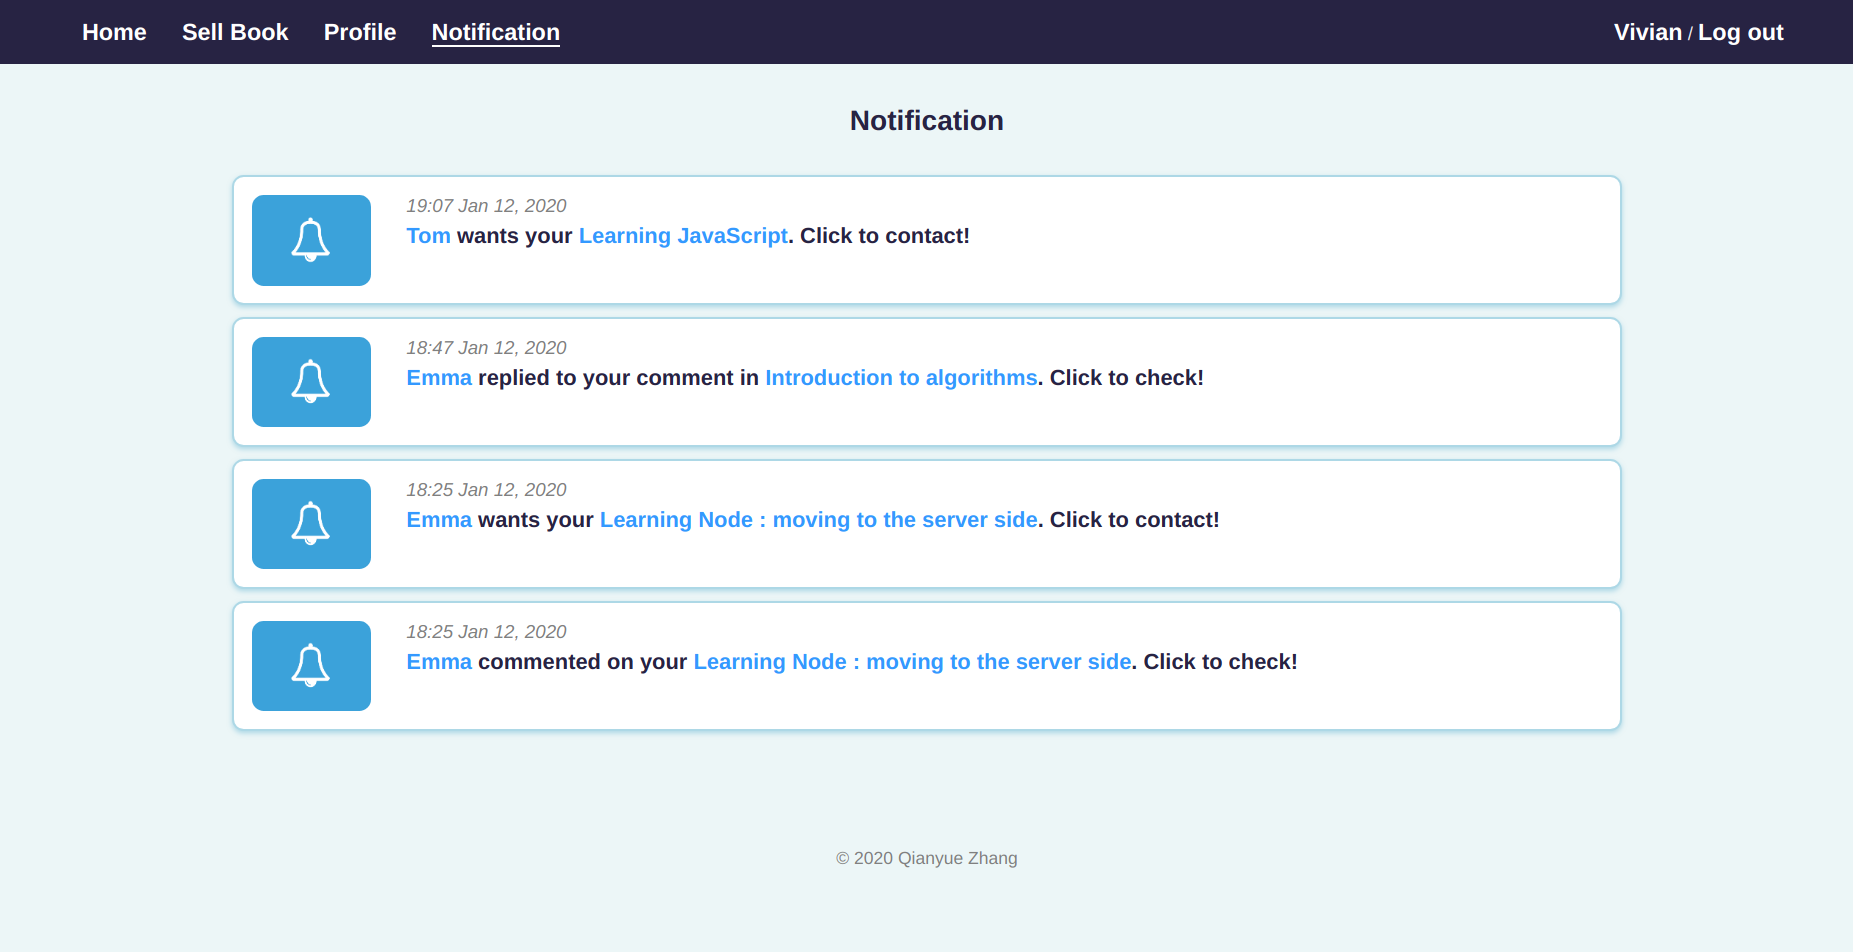 Home Sell Book Profile Notification Vivian / Log out
Notification
19:07 Jan 12, 2020
Tom wants your Learning JavaScript. Click to contact!
18:47 Jan 12, 2020
Emma replied to your comment in Introduction to algorithms. Click to check!
18:25 Jan 12, 2020
Emma wants your Learning Node : moving to the server side. Click to contact!
18:25 Jan 12, 2020
Emma commented on your Learning Node : moving to the server side. Click to check!
© 2020 Qianyue Zhang